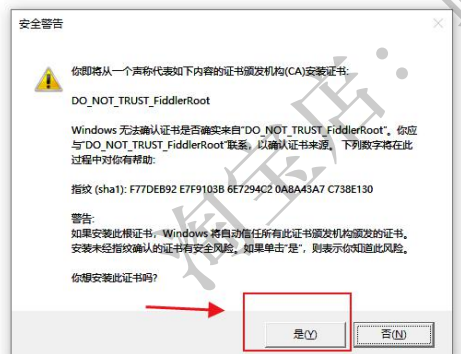 安全警告
你即将从一个声称代表如下内容的证书颁发机构(CA)安装证书:
DO_NOT_TRUST_FiddlerRoot
Windows 无法确认证书是否确实来自"DO_NOT_TRUST_FiddlerRoot"。你应
与"DO_NOT_TRUST_FiddlerRoot"联系，以确认证书来源。 下列数字将在此
过程中对你有帮助:
指纹 (sha1): F77DEB92 E7F9103B 6E7294C2 0A8A43A7 C738E130
警告:
如果安装此根证书，Windows 将自动信任所有此证书颁发机构颁发的证书。
安装未经指纹确认的证书有安全风险。如果单击"是"，则表示你知道此风险。
你想安装此证书吗?
是(Y)
否(N)
淘宝店: